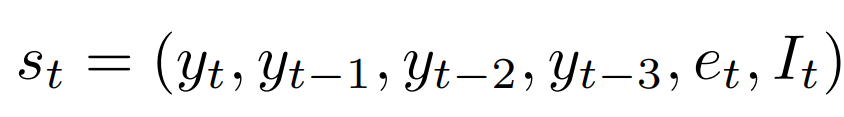 s_t = (y_t, y_{t-1}, y_{t-2}, y_{t-3}, e_t, I_t)